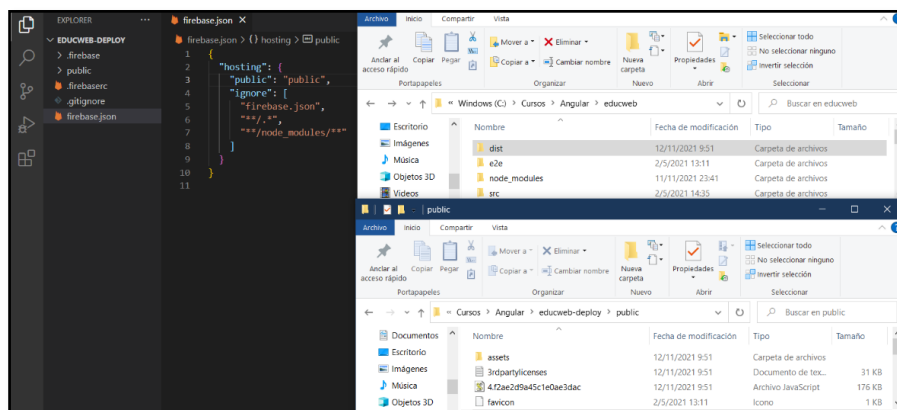 EXPLORER ···
EDUCWEB-DEPLOY
.firebase
public
.firebaserc
.gitignore
firebase.json
firebase.json X
firebase.json > {} hosting > public
1 {
2 "hosting": {
3 "public": "public",
4 "ignore": [
5 "firebase.json",
6 "**/.*",
7 "**/node_modules/**"
8 ]
9 }
10 }
11
Archivo Inicio Compartir Vista
Anclar al acceso rápido
Copiar
Pegar
Mover a
Copiar a
Eliminar
Cambiar nombre
Nueva carpeta
Propiedades
Seleccionar todo
No seleccionar ninguno
Invertir selección
Portapapeles Organizar Nuevo Abrir Seleccionar
« Windows (C:) > Cursos > Angular > educweb
Buscar en educweb
Escritorio
Imágenes
Música
Objetos 3D
Videos
Nombre Fecha de modificación Tipo Tamaño
dist 12/11/2021 9:51 Carpeta de archivos
e2e 2/5/2021 13:11 Carpeta de archivos
node_modules 11/11/2021 23:41 Carpeta de archivos
src 2/5/2021 14:35 Carpeta de archivos
public
Archivo Inicio Compartir Vista
Anclar al acceso rápido
Copiar
Pegar
Mover a
Copiar a
Eliminar
Cambiar nombre
Nueva carpeta
Propiedades
Seleccionar todo
No seleccionar ninguno
Invertir selección
Portapapeles Organizar Nuevo Abrir Seleccionar
« Cursos > Angular > educweb-deploy > public
Buscar en public
Documentos
Escritorio
Imágenes
Música
Objetos 3D
Nombre Fecha de modificación Tipo Tamaño
assets 12/11/2021 9:51 Carpeta de archivos
3rdpartylicenses 12/11/2021 9:51 Documento de tex... 31 KB
4.f2ae2d9a45c1e0ae3dac 12/11/2021 9:51 Archivo JavaScript 176 KB
favicon 2/5/2021 13:11 Icono 1 KB